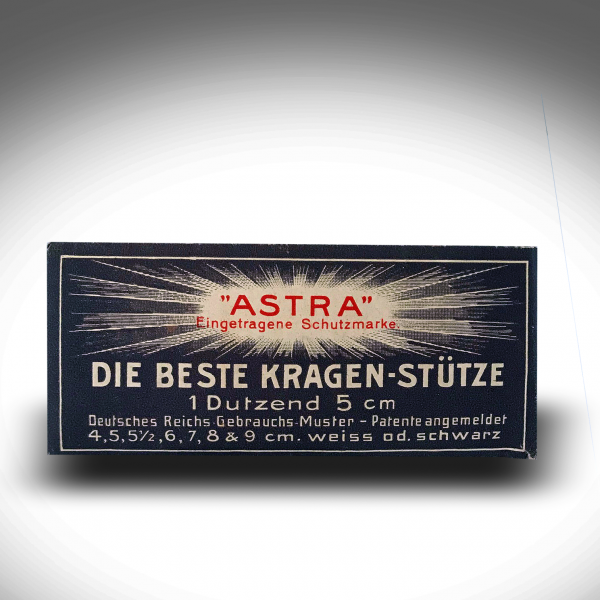 "ASTRA"
Eingetragene Schutzmarke.
DIE BESTE KRAGEN-STÜTZE
1 Dutzend 5 cm
Deutsches Reichs-Gebrauchs-Muster – Patente angemeldet
4, 5, 5½, 6, 7, 8 & 9 cm. weiss od. schwarz